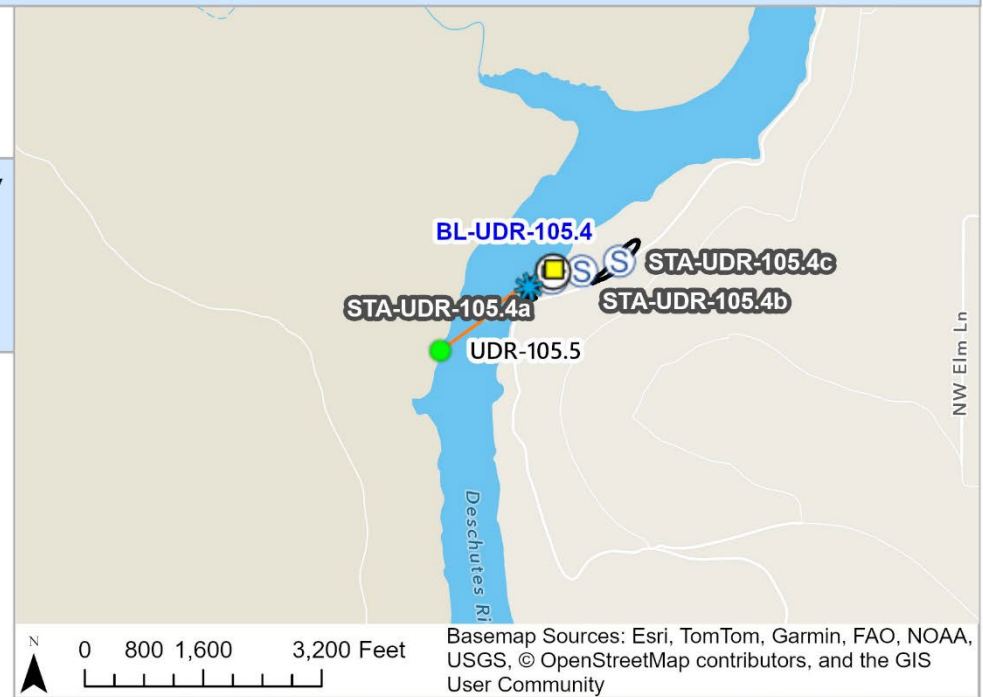 BL-UDR-105.4
S
S
STA-UDR-105.4c
STA-UDR-105.4b
STA-UDR-105.4a
UDR-105.5
NW Elm Ln
Deschutes Ri
N
0 800 1,600 3,200 Feet
Basemap Sources: Esri, TomTom, Garmin, FAO, NOAA,
USGS, © OpenStreetMap contributors, and the GIS
User Community